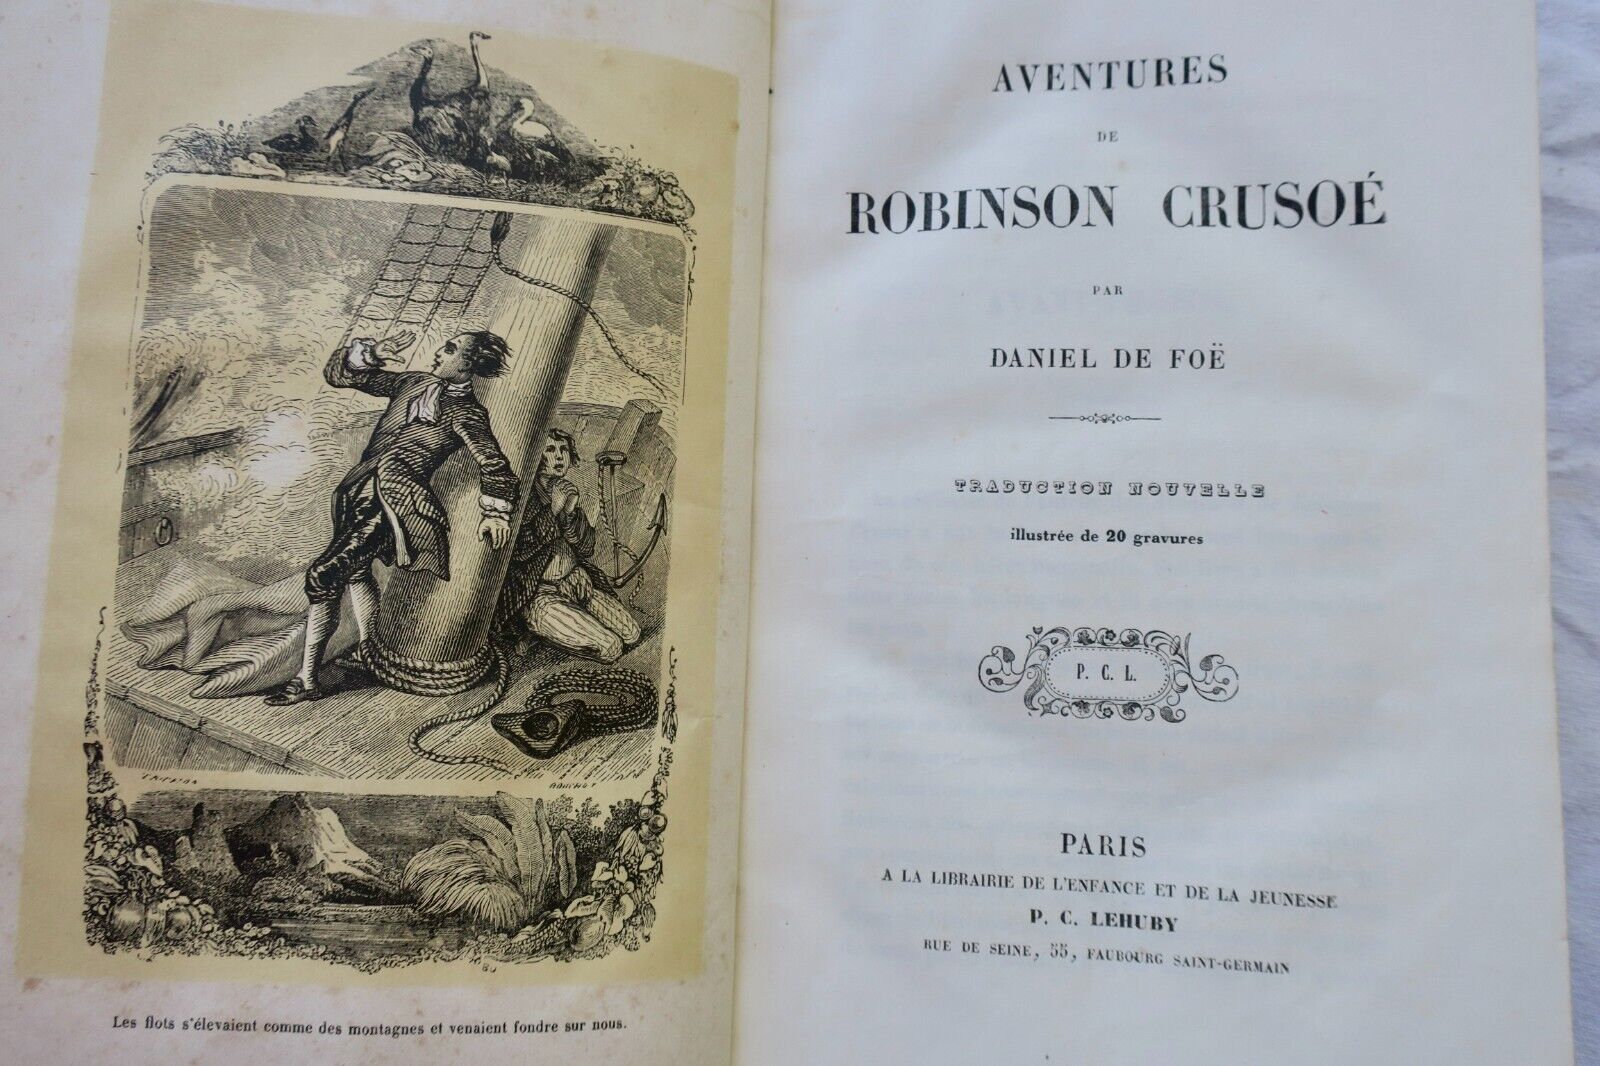 Les flots s'élevaient comme des montagnes et venaient fondre sur nous.
AVENTURES
DE
ROBINSON CRUSOÉ
PAR
DANIEL DE FOË
TRADUCTION NOUVELLE
illustrée de 20 gravures
P. C. L.
PARIS
A LA LIBRAIRIE DE L'ENFANCE ET DE LA JEUNESSE
P. C. LEHUBY
RUE DE SEINE, 55, FAUBOURG SAINT-GERMAIN